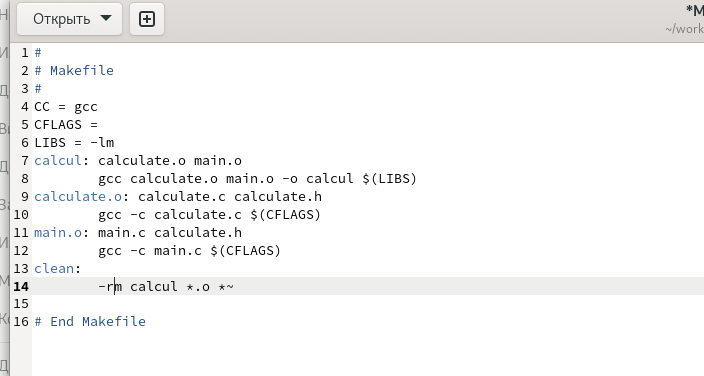 Открыть
*M
~/work
1 #
2 # Makefile
3 #
4 CC = gcc
5 CFLAGS =
6 LIBS = -lm
7 calcul: calculate.o main.o
8 gcc calculate.o main.o -o calcul $(LIBS)
9 calculate.o: calculate.c calculate.h
10 gcc -c calculate.c $(CFLAGS)
11 main.o: main.c calculate.h
12 gcc -c main.c $(CFLAGS)
13 clean:
14 -rm calcul *.o *~
15
16 # End Makefile